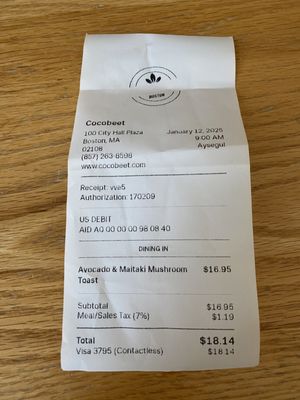 BOSTON
Cocobeet
100 City Hall Plaza January 12, 2025
Boston, MA 9:00 AM
02108 Aysegul
(857) 263-8598
www.cocobeet.com
Receipt: vve5
Authorization: 170209
US DEBIT
AID A0 00 00 00 98 08 40
DINING IN
Avocado & Maitaki Mushroom $16.95
Toast
Subtotal $16.95
Meal/Sales Tax (7%) $1.19
Total $18.14
Visa 3795 (Contactless) $18.14